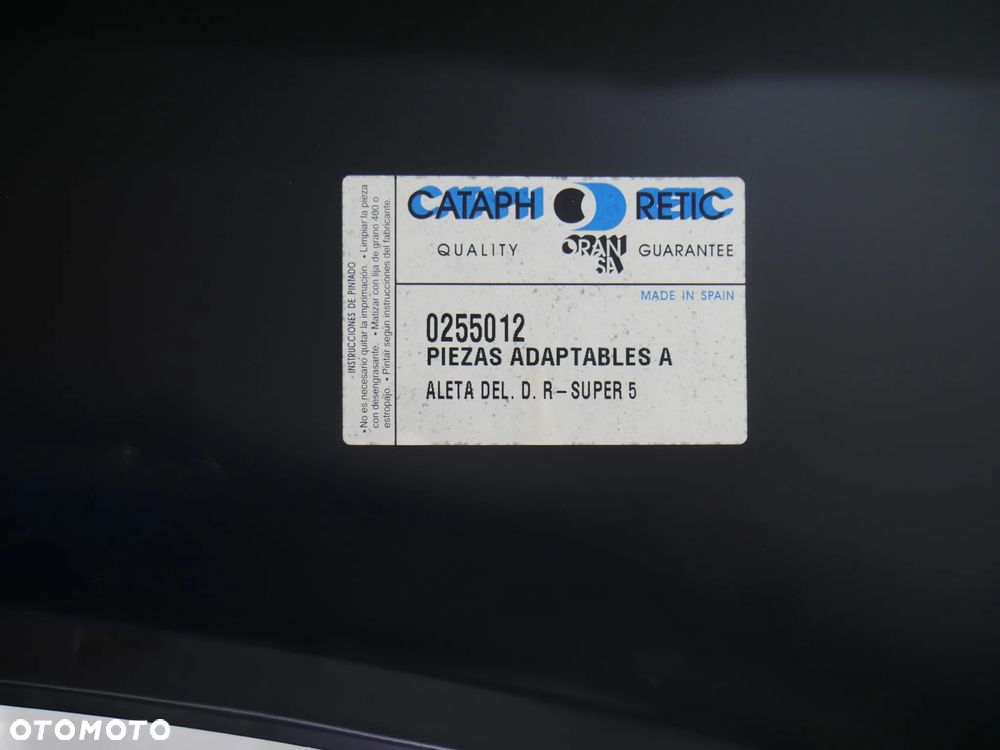 INSTRUCCIONES DE PINTADO
• No es necesario quitar la imprimación. • Limpiar la pieza
con desengrasante. • Matizar con lija de grano 400 o
estropajo. • Pintar según instrucciones del fabricante.
CATAPH RETIC
QUALITY ORAN SA GUARANTEE
MADE IN SPAIN
0255012
PIEZAS ADAPTABLES A
ALETA DEL. D. R-SUPER 5
OTOMOTO